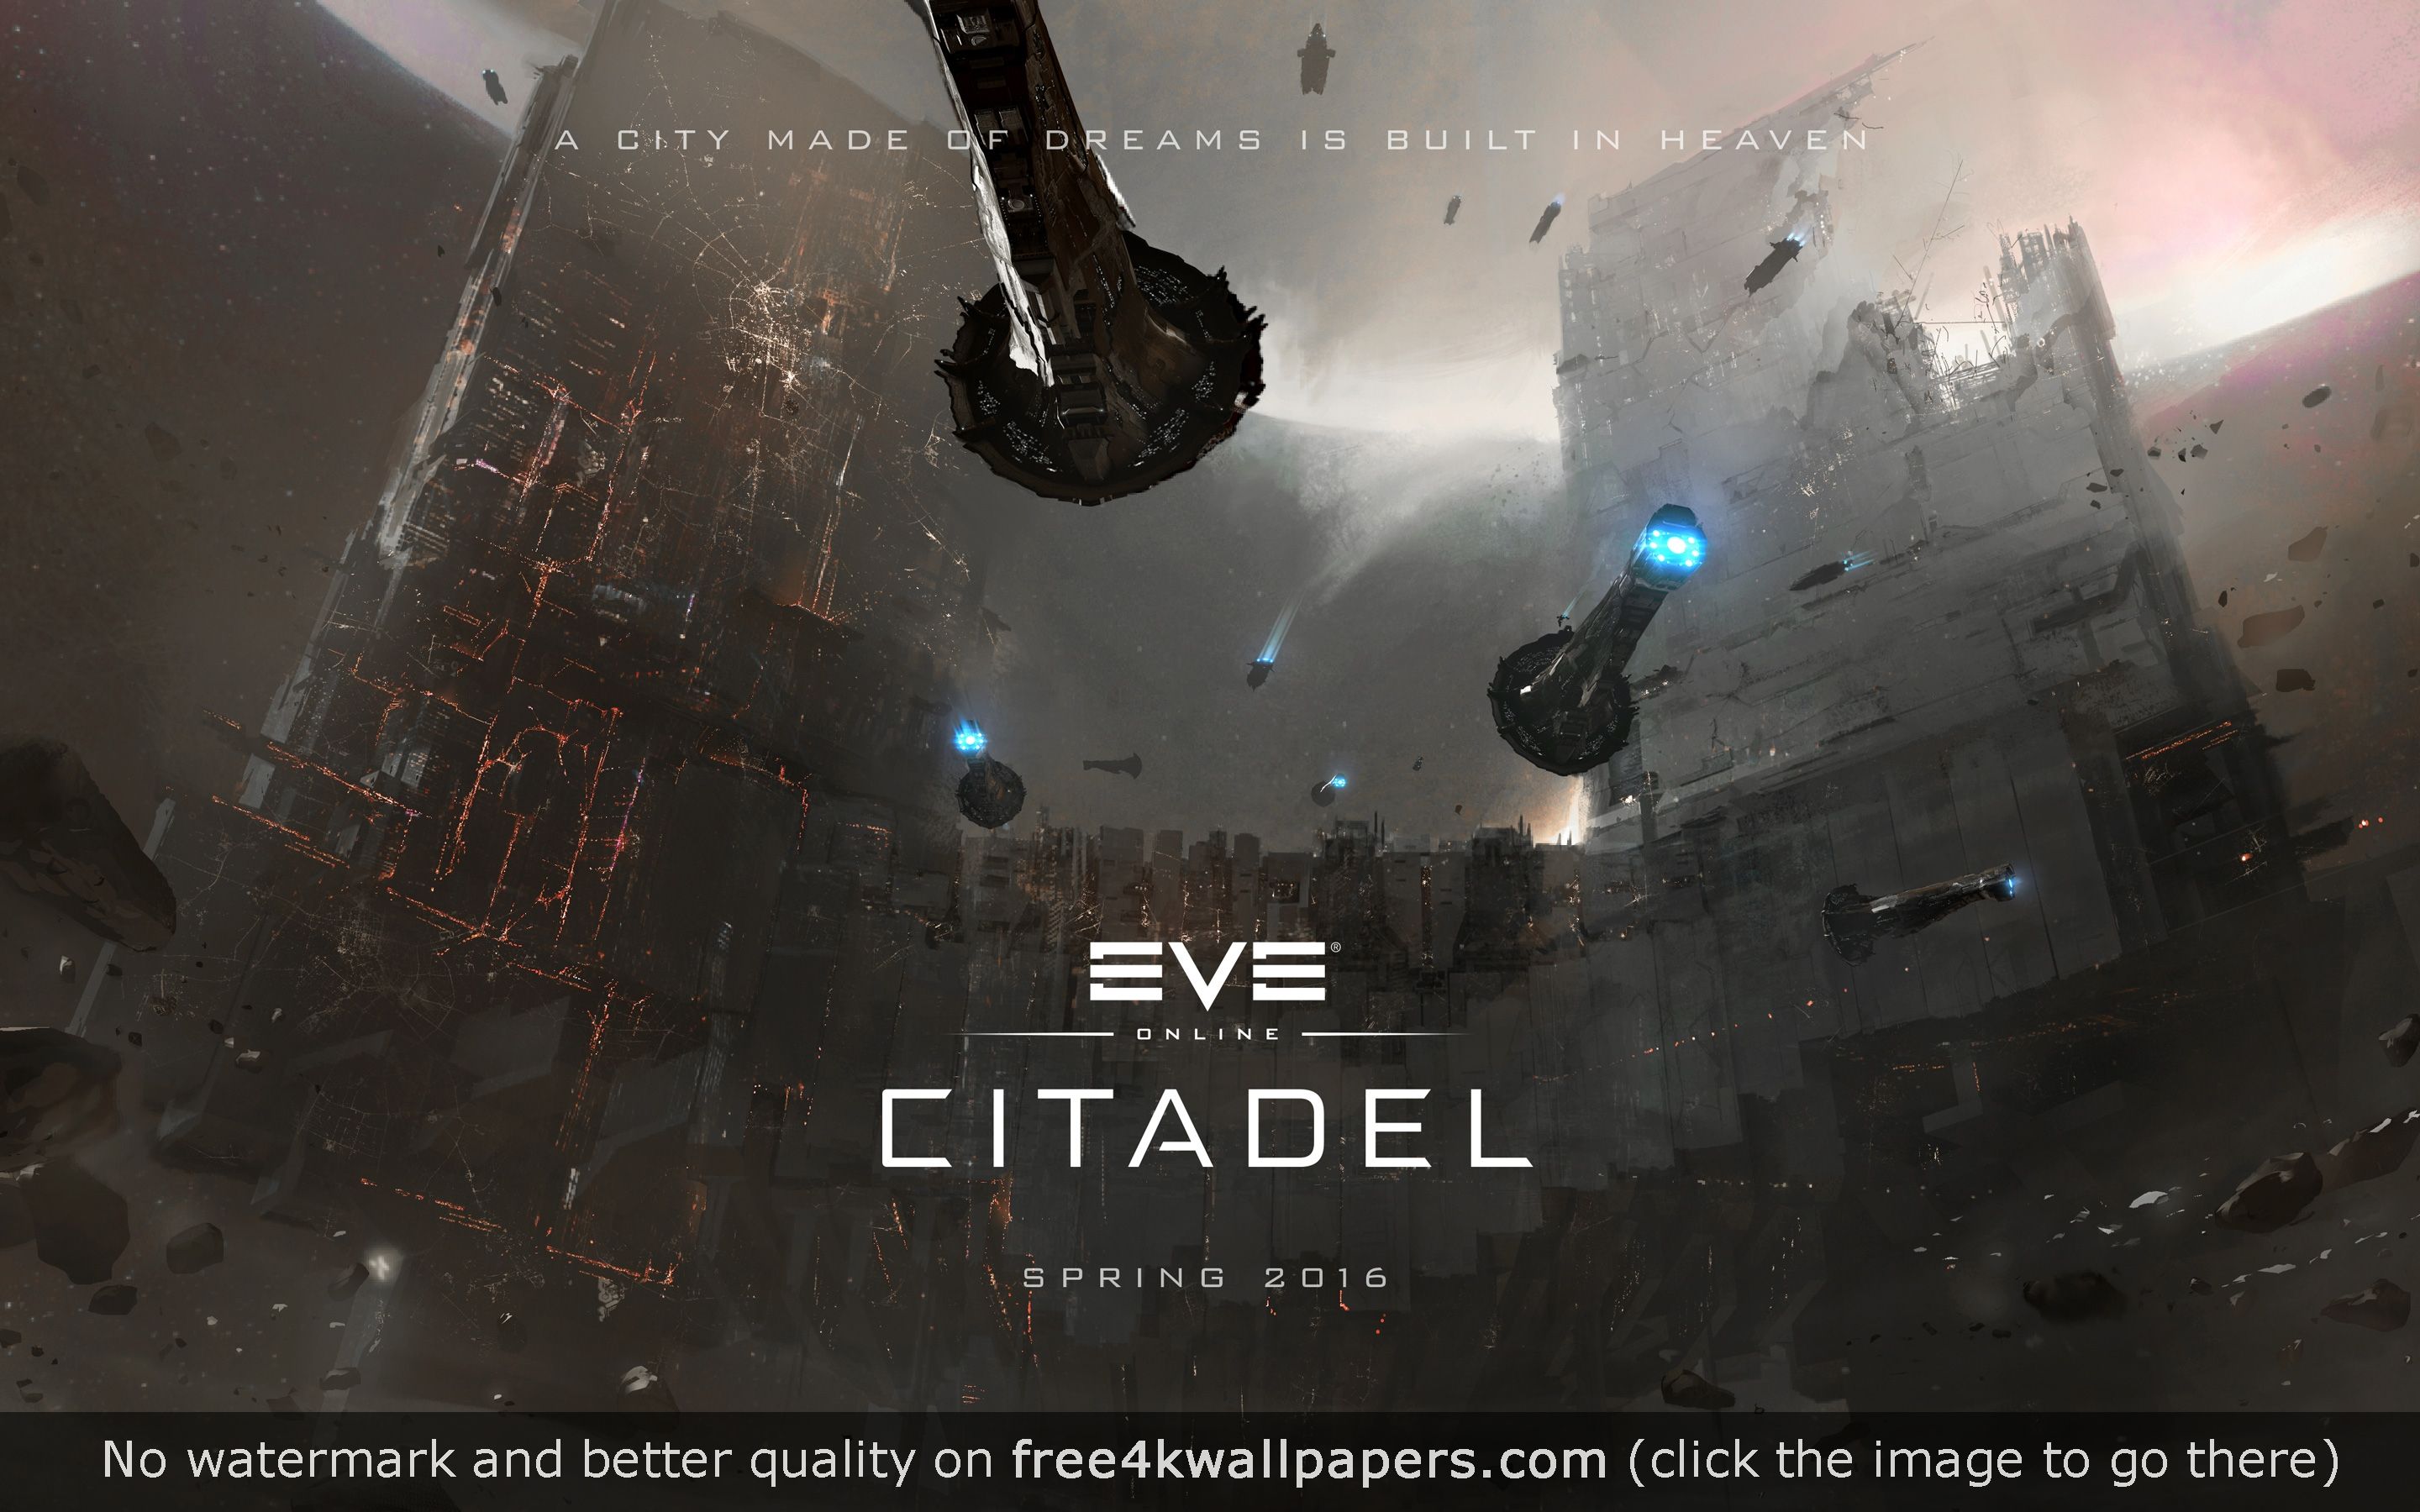 A CITY MADE OF DREAMS IS BUILT IN HEAVEN
EVE®
ONLINE
CITADEL
SPRING 2016
No watermark and better quality on free4kwallpapers.com (click the image to go there)